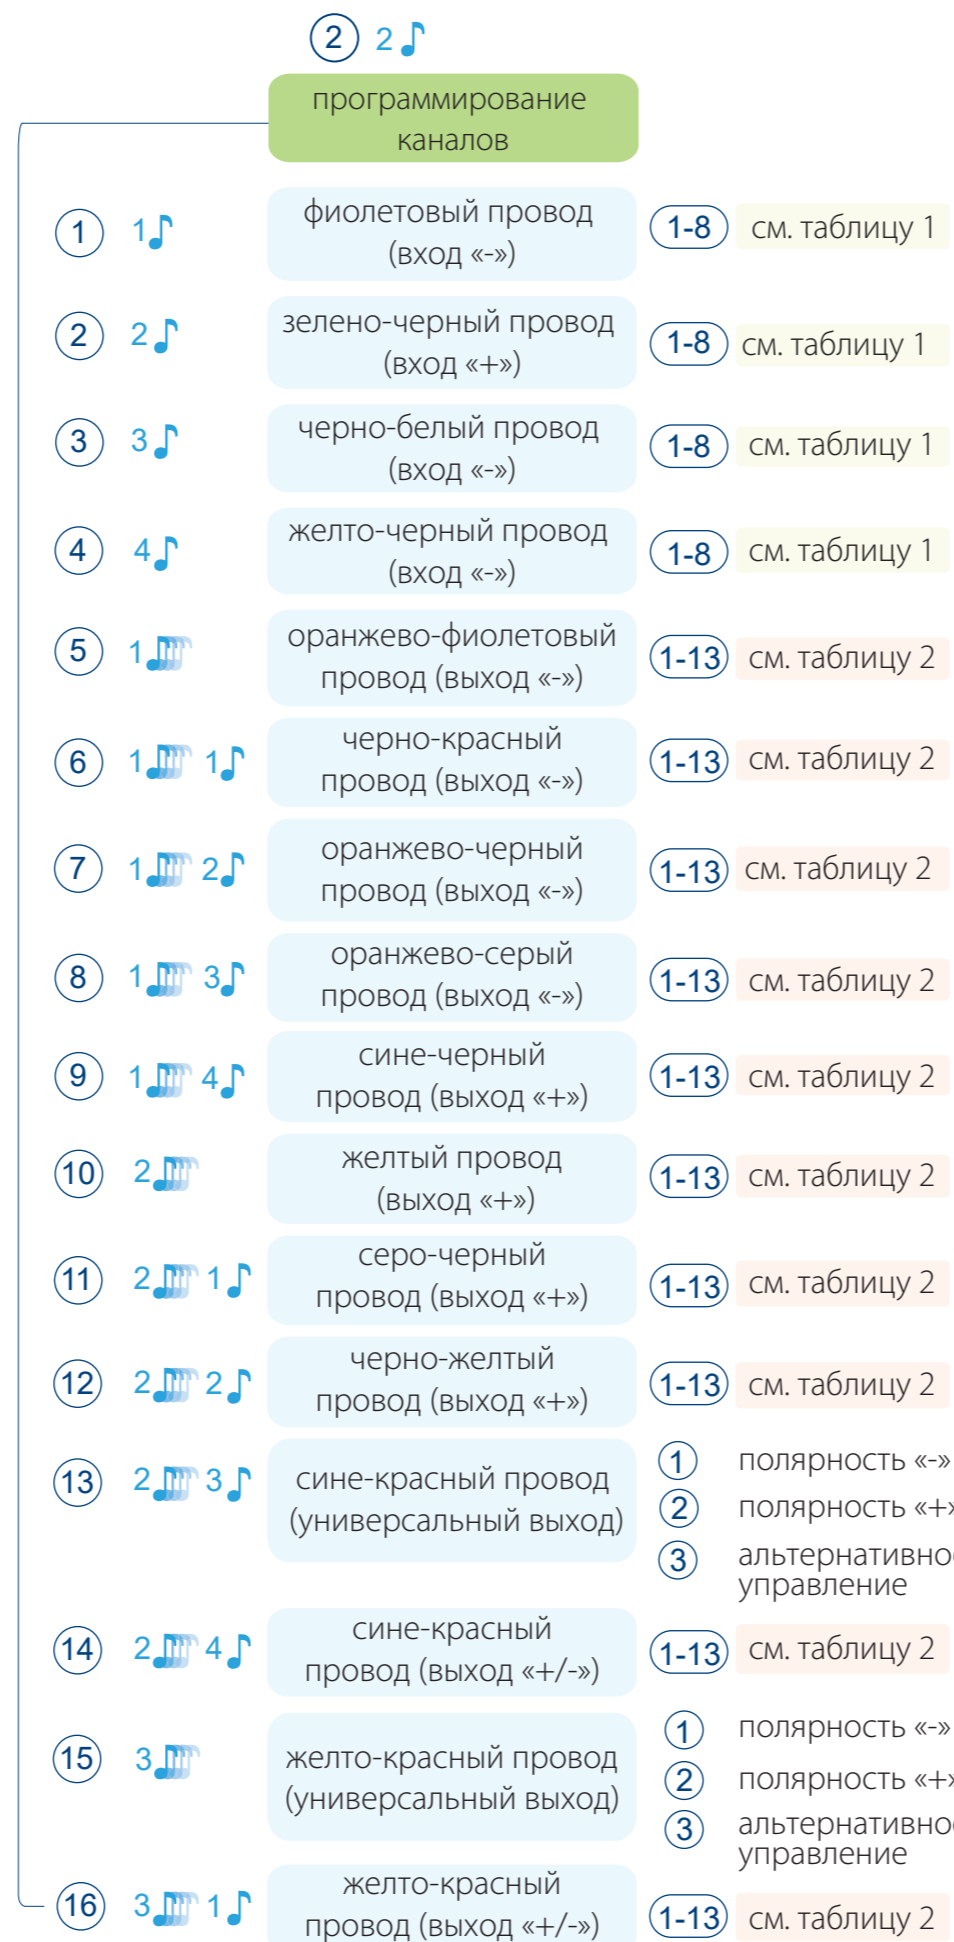 2 2
программирование
каналов
1 1 фиолетовый провод 1-8 см. таблицу 1
(вход «-»)
2 2 зелено-черный провод 1-8 см. таблицу 1
(вход «+»)
3 3 черно-белый провод 1-8 см. таблицу 1
(вход «-»)
4 4 желто-черный провод 1-8 см. таблицу 1
(вход «-»)
5 1 оранжево-фиолетовый 1-13 см. таблицу 2
провод (выход «-»)
6 1 1 черно-красный 1-13 см. таблицу 2
провод (выход «-»)
7 1 2 оранжево-черный 1-13 см. таблицу 2
провод (выход «-»)
8 1 3 оранжево-серый 1-13 см. таблицу 2
провод (выход «-»)
9 1 4 сине-черный 1-13 см. таблицу 2
провод (выход «+»)
10 2 желтый провод 1-13 см. таблицу 2
(выход «+»)
11 2 1 серо-черный 1-13 см. таблицу 2
провод (выход «+»)
12 2 2 черно-желтый 1-13 см. таблицу 2
провод (выход «+»)
13 2 3 сине-красный провод
(универсальный выход)
1 полярность «-»
2 полярность «+»
3
управление
14 2 4 сине-красный 1-13 см. таблицу 2
провод (выход «+/-»)
15 3 желто-красный провод
(универсальный выход)
1 полярность «-»
2 полярность «+»
3
управление
16 3 1 желто-красный 1-13 см. таблицу 2
провод (выход «+/-»)